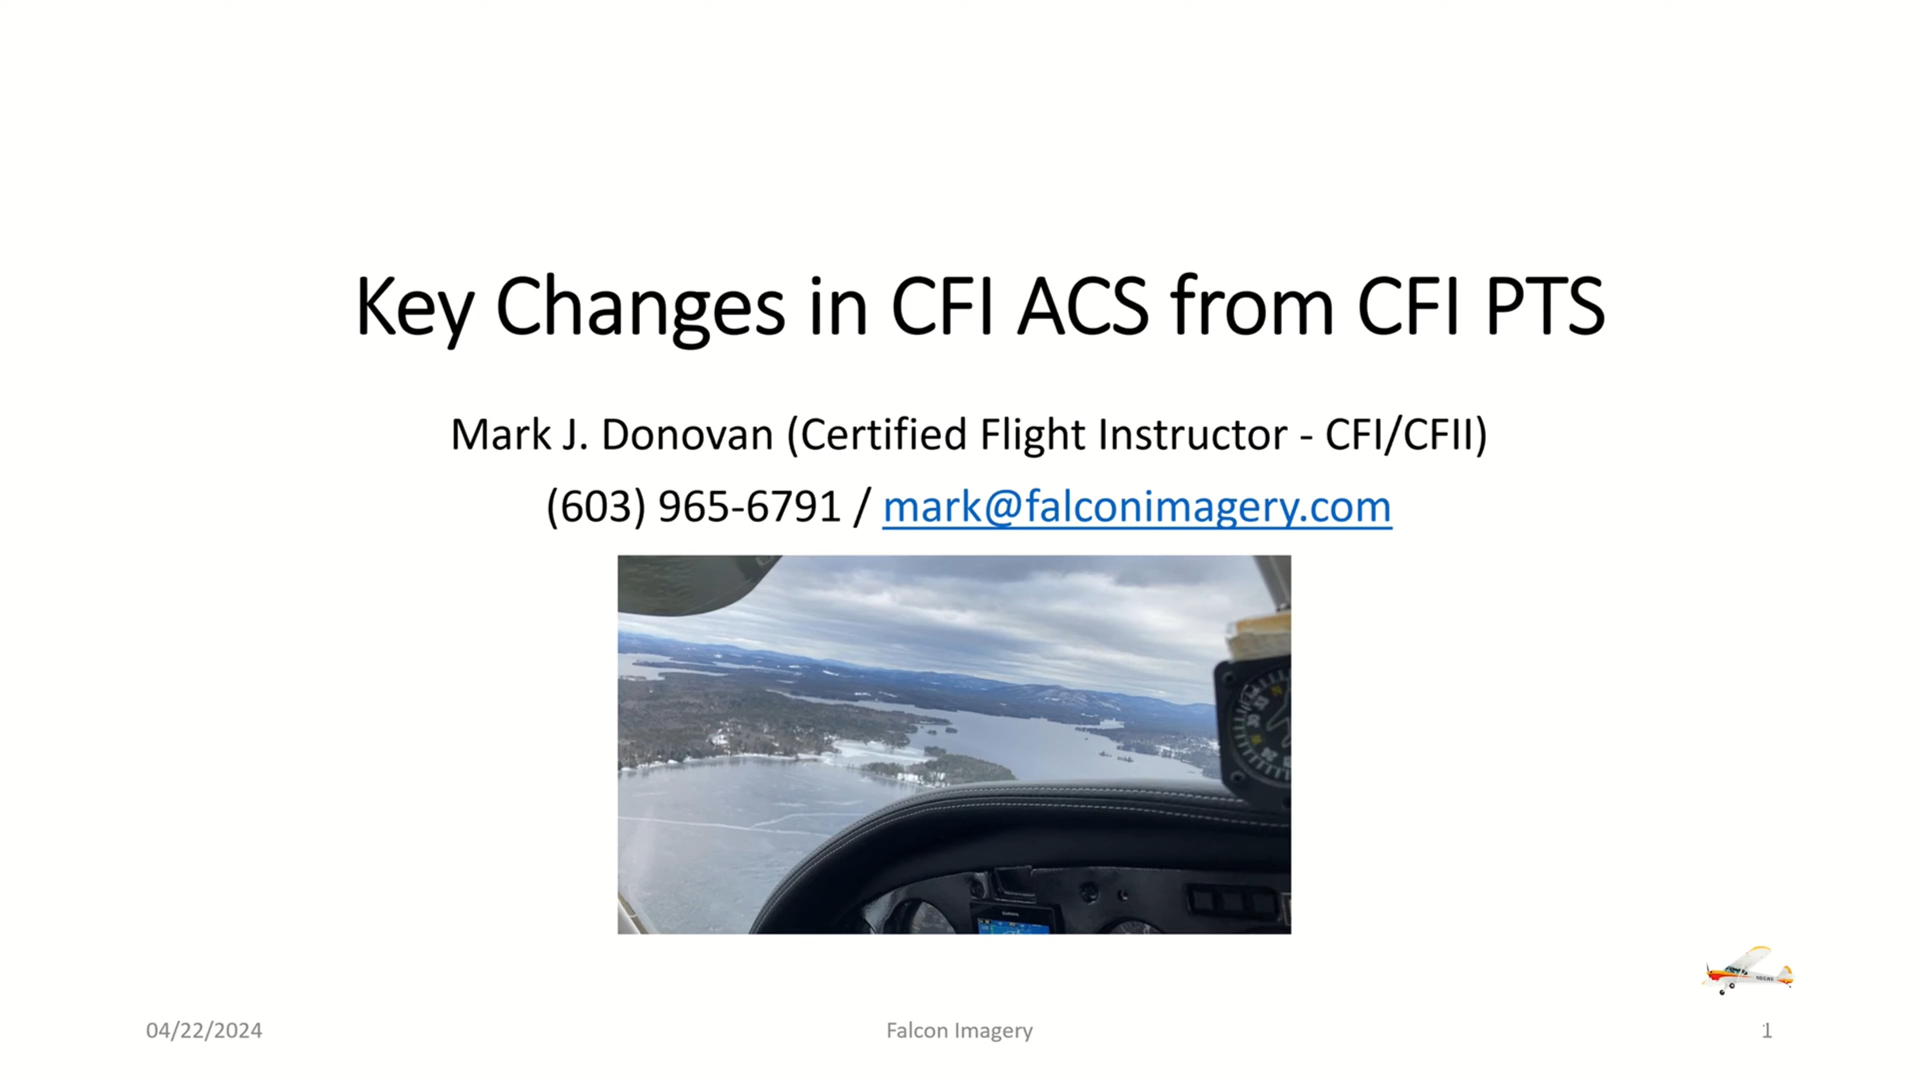 Key Changes in CFI ACS from CFI PTS
Mark J. Donovan (Certified Flight Instructor - CFI/CFII)
(603) 965-6791 / mark@falconimagery.com
04/22/2024
Falcon Imagery
1